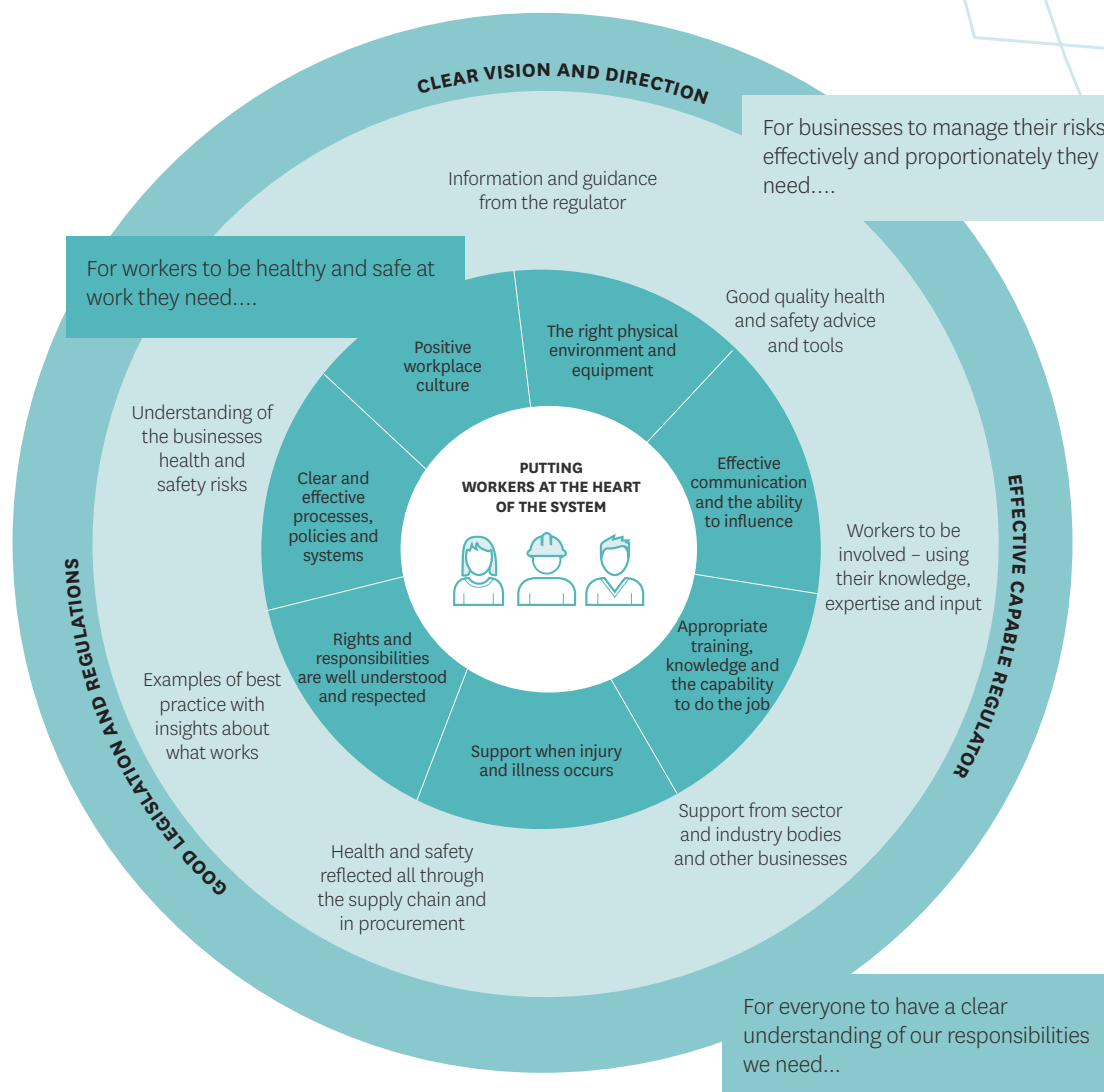 CLEAR VISION AND DIRECTION
For businesses to manage their risks
effectively and proportionately they
need....
Information and guidance
from the regulator
For workers to be healthy and safe at
work they need....
Good quality health
and safety advice
and tools
Positive
workplace
culture
The right physical
environment and
equipment
Understanding of
the businesses
health and
safety risks
Clear and
effective
processes,
policies and
systems
PUTTING
WORKERS AT THE HEART
OF THE SYSTEM
Effective
communication
and the ability
to influence
Workers to be
involved – using
their knowledge,
expertise and input
EFFECTIVE CAPABLE REGULATOR
GOOD LEGISLATION AND REGULATIONS
Rights and
responsibilities
are well understood
and respected
Appropriate
training,
knowledge and
the capability
to do the job
Examples of best
practice with
insights about
what works
Support when injury
and illness occurs
Support from sector
and industry bodies
and other businesses
Health and safety
reflected all through
the supply chain and
in procurement
For everyone to have a clear
understanding of our responsibilities
we need...